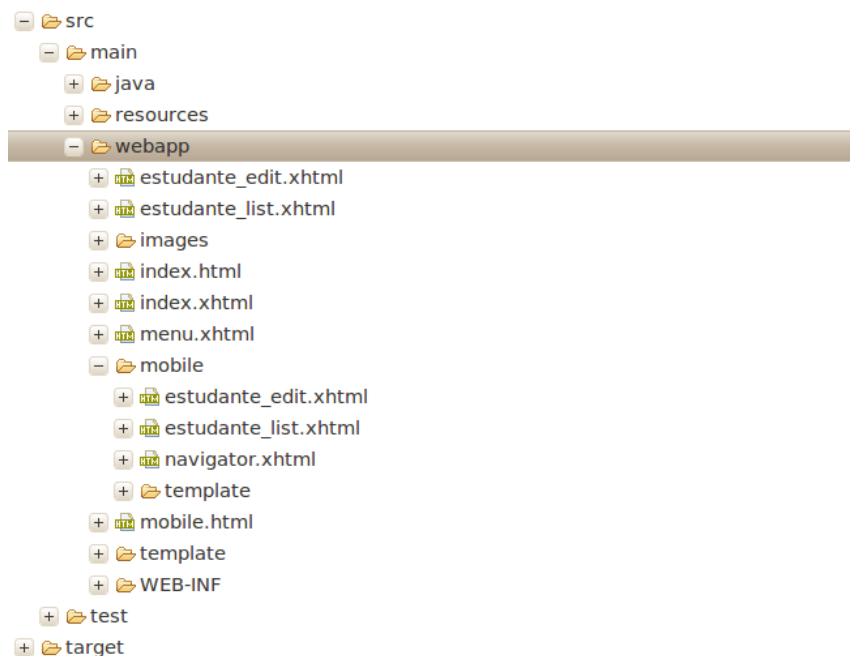 src
main
java
resources
webapp
estudante_edit.xhtml
estudante_list.xhtml
images
index.html
index.xhtml
menu.xhtml
mobile
estudante_edit.xhtml
estudante_list.xhtml
navigator.xhtml
template
mobile.html
template
WEB-INF
test
target